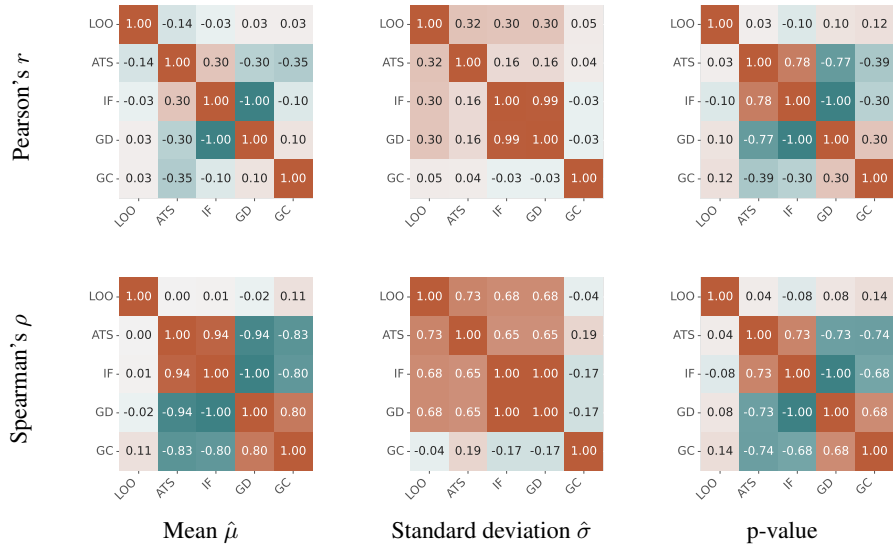 Pearson's r
LOO 1.00 -0.14 -0.03 0.03 0.03
ATS -0.14 1.00 0.30 -0.30 -0.35
IF -0.03 0.30 1.00 -1.00 -0.10
GD 0.03 -0.30 -1.00 1.00 0.10
GC 0.03 -0.35 -0.10 0.10 1.00
LOO ATS IF GD GC
LOO 1.00 0.32 0.30 0.30 0.05
ATS 0.32 1.00 0.16 0.16 0.04
IF 0.30 0.16 1.00 0.99 -0.03
GD 0.30 0.16 0.99 1.00 -0.03
GC 0.05 0.04 -0.03 -0.03 1.00
LOO ATS IF GD GC
LOO 1.00 0.03 -0.10 0.10 0.12
ATS 0.03 1.00 0.78 -0.77 -0.39
IF -0.10 0.78 1.00 -1.00 -0.30
GD 0.10 -0.77 -1.00 1.00 0.30
GC 0.12 -0.39 -0.30 0.30 1.00
LOO ATS IF GD GC
Spearman's ρ
LOO 1.00 0.00 0.01 -0.02 0.11
ATS 0.00 1.00 0.94 -0.94 -0.83
IF 0.01 0.94 1.00 -1.00 -0.80
GD -0.02 -0.94 -1.00 1.00 0.80
GC 0.11 -0.83 -0.80 0.80 1.00
LOO ATS IF GD GC
Mean μ̂
LOO 1.00 0.73 0.68 0.68 -0.04
ATS 0.73 1.00 0.65 0.65 0.19
IF 0.68 0.65 1.00 1.00 -0.17
GD 0.68 0.65 1.00 1.00 -0.17
GC -0.04 0.19 -0.17 -0.17 1.00
LOO ATS IF GD GC
Standard deviation σ̂
LOO 1.00 0.04 -0.08 0.08 0.14
ATS 0.04 1.00 0.73 -0.73 -0.74
IF -0.08 0.73 1.00 -1.00 -0.68
GD 0.08 -0.73 -1.00 1.00 0.68
GC 0.14 -0.74 -0.68 0.68 1.00
LOO ATS IF GD GC
p-value